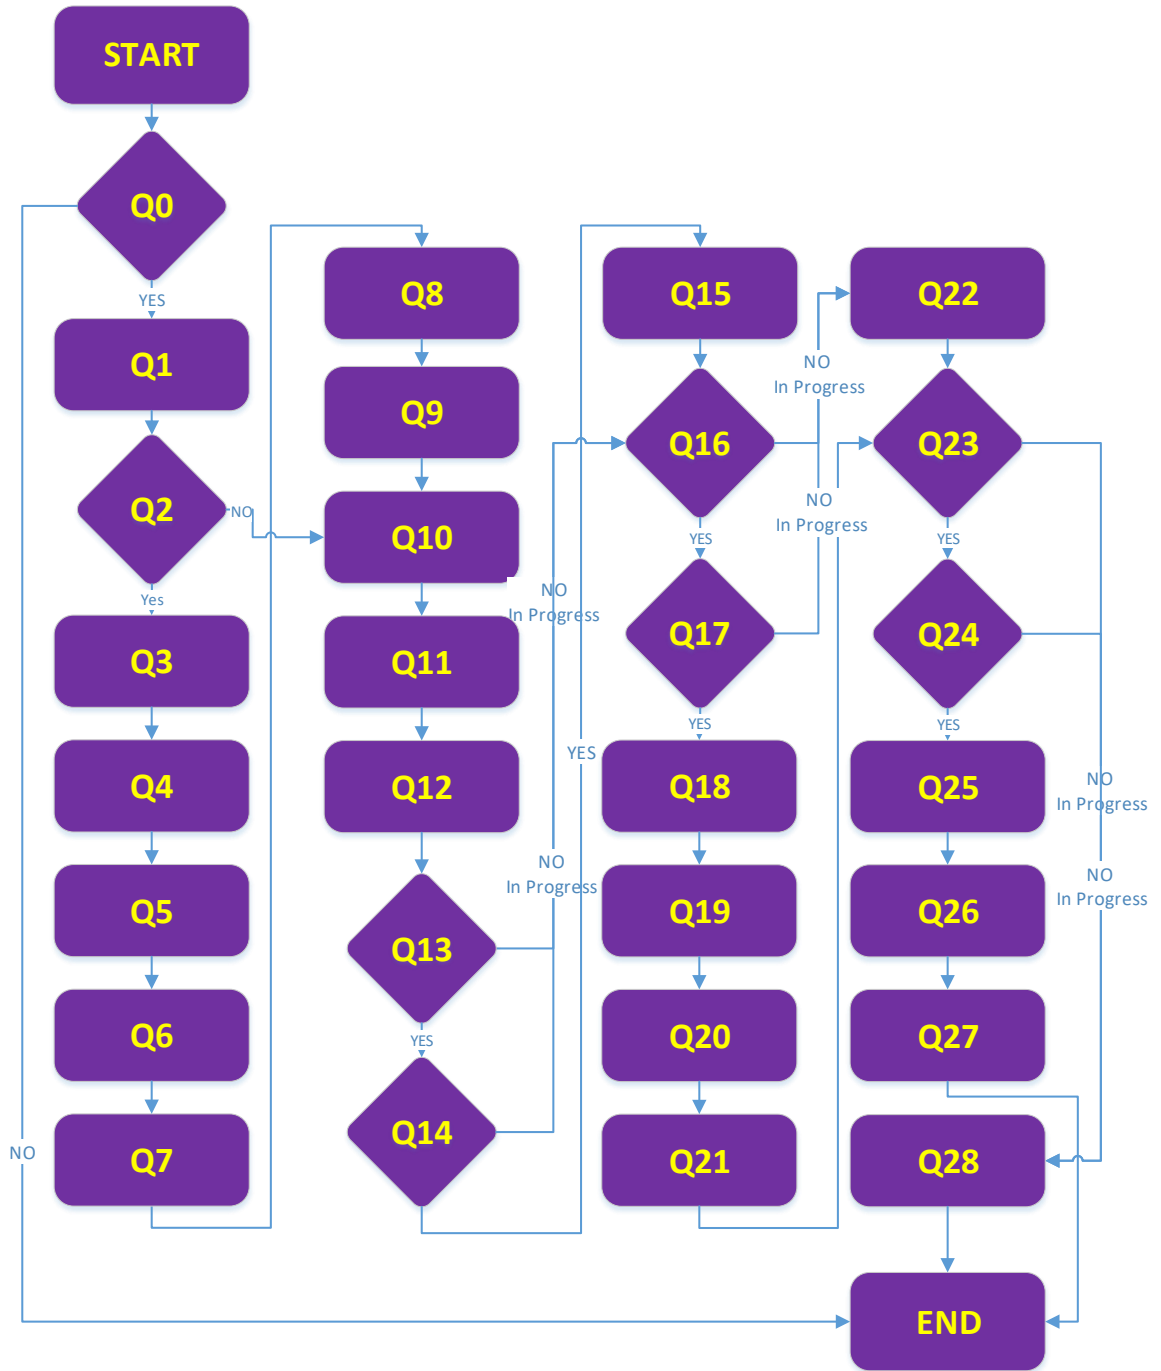 START
Q0
YES
Q1
Q2
NO
Yes
Q3
Q4
Q5
Q6
Q7
NO
Q8
Q9
Q10
Q11
Q12
Q13
YES
Q14
NO
In Progress
NO
In Progress
YES
Q15
Q16
YES
Q17
YES
Q18
Q19
Q20
Q21
NO
In Progress
NO
In Progress
Q22
Q23
YES
Q24
YES
Q25
Q26
Q27
Q28
NO
In Progress
NO
In Progress
END